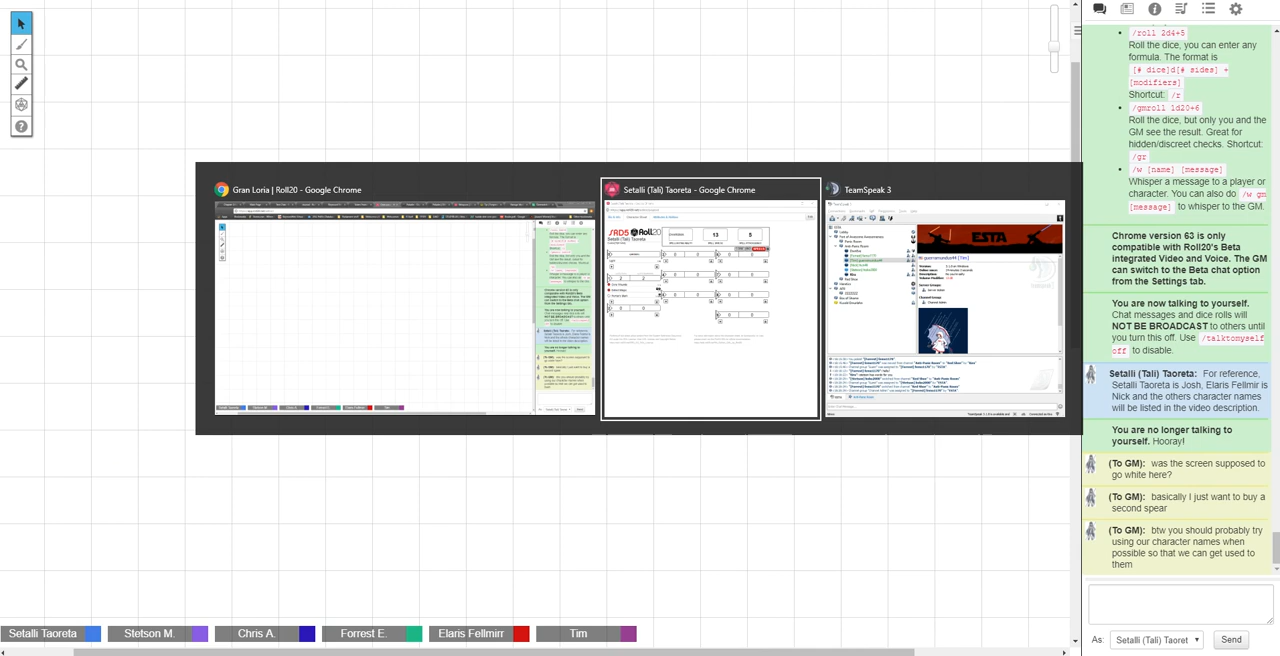 /roll 2d4+5
Roll the dice, you can enter any
formula. The format is
[# dice]d[# sides] +
[modifiers]
Shortcut: /r
/gmroll 1d20+6
Roll the dice, but only you and the
GM see the result. Great for
hidden/discreet checks. Shortcut:
/gr
/w [name] [message]
Whisper a message to a player or
character. You can also do /w gm
[message] to whisper to the GM.
Chrome version 63 is only
compatible with Roll20's Beta
integrated Video and Voice. The GM
can switch to the Beta chat option
from the Settings tab.
You are now talking to yourself.
Chat messages and dice rolls will
NOT BE BROADCAST to others until
you turn this off. Use /talktomyself
off to disable.
Setalli (Tali) Taoreta: For reference,
Setalli Taoreta is Josh, Elaris Fellmir is
Nick and the others character names
will be listed in the video description.
You are no longer talking to
yourself. Hooray!
(To GM): was the screen supposed to
go white here?
(To GM): basically I just want to buy a
second spear
(To GM): btw you should probably try
using our character names when
possible so that we can get used to
them
As: Setalli (Tali) Taoret
Send
Gran Loria | Roll20 - Google Chrome
Setalli (Tali) Taoreta - Google Chrome
TeamSpeak 3
SRD5 Roll20
Setalli (Tali) Taoreta
13
5
ESTA
Setalli Taoreta
Stetson M.
Chris A.
Forrest E.
Elaris Fellmirr
Tim